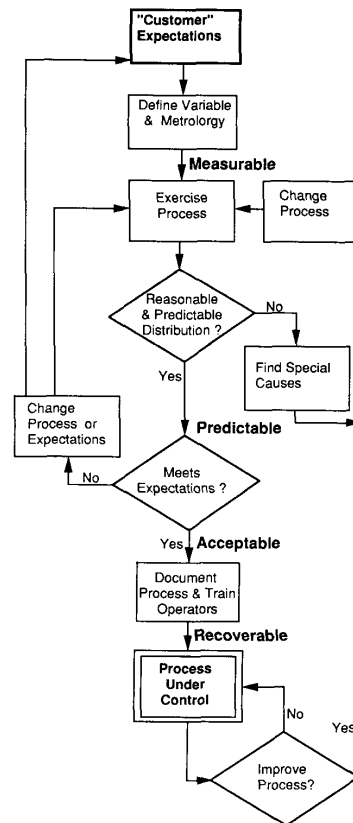 "Customer"
Expectations
Define Variable
& Metrolorgy
Measurable
Exercise
Process
Change
Process
Reasonable
& Predictable
Distribution ?
No
Yes
Find Special
Causes
Change
Process or
Expectations
Predictable
No
Meets
Expectations ?
Yes
Acceptable
Document
Process & Train
Operators
Recoverable
Process
Under
Control
No
Yes
Improve
Process?